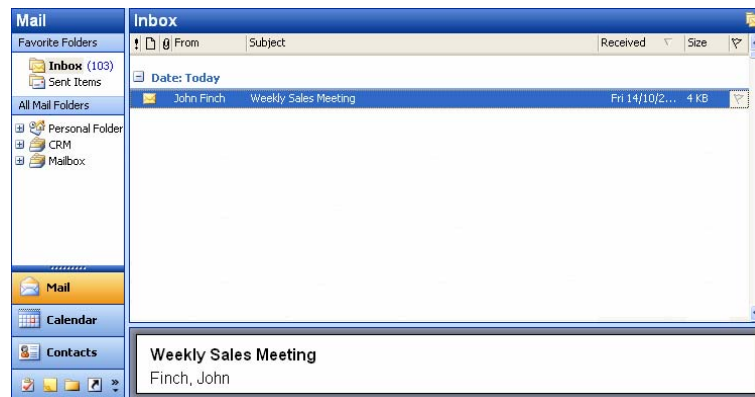 Mail
Inbox
Favorite Folders
From Subject Received Size
Inbox (103)
Sent Items
Date: Today
John Finch Weekly Sales Meeting Fri 14/10/2... 4 KB
All Mail Folders
Personal Folder
CRM
Mailbox
Mail
Calendar
Contacts
Weekly Sales Meeting
Finch, John